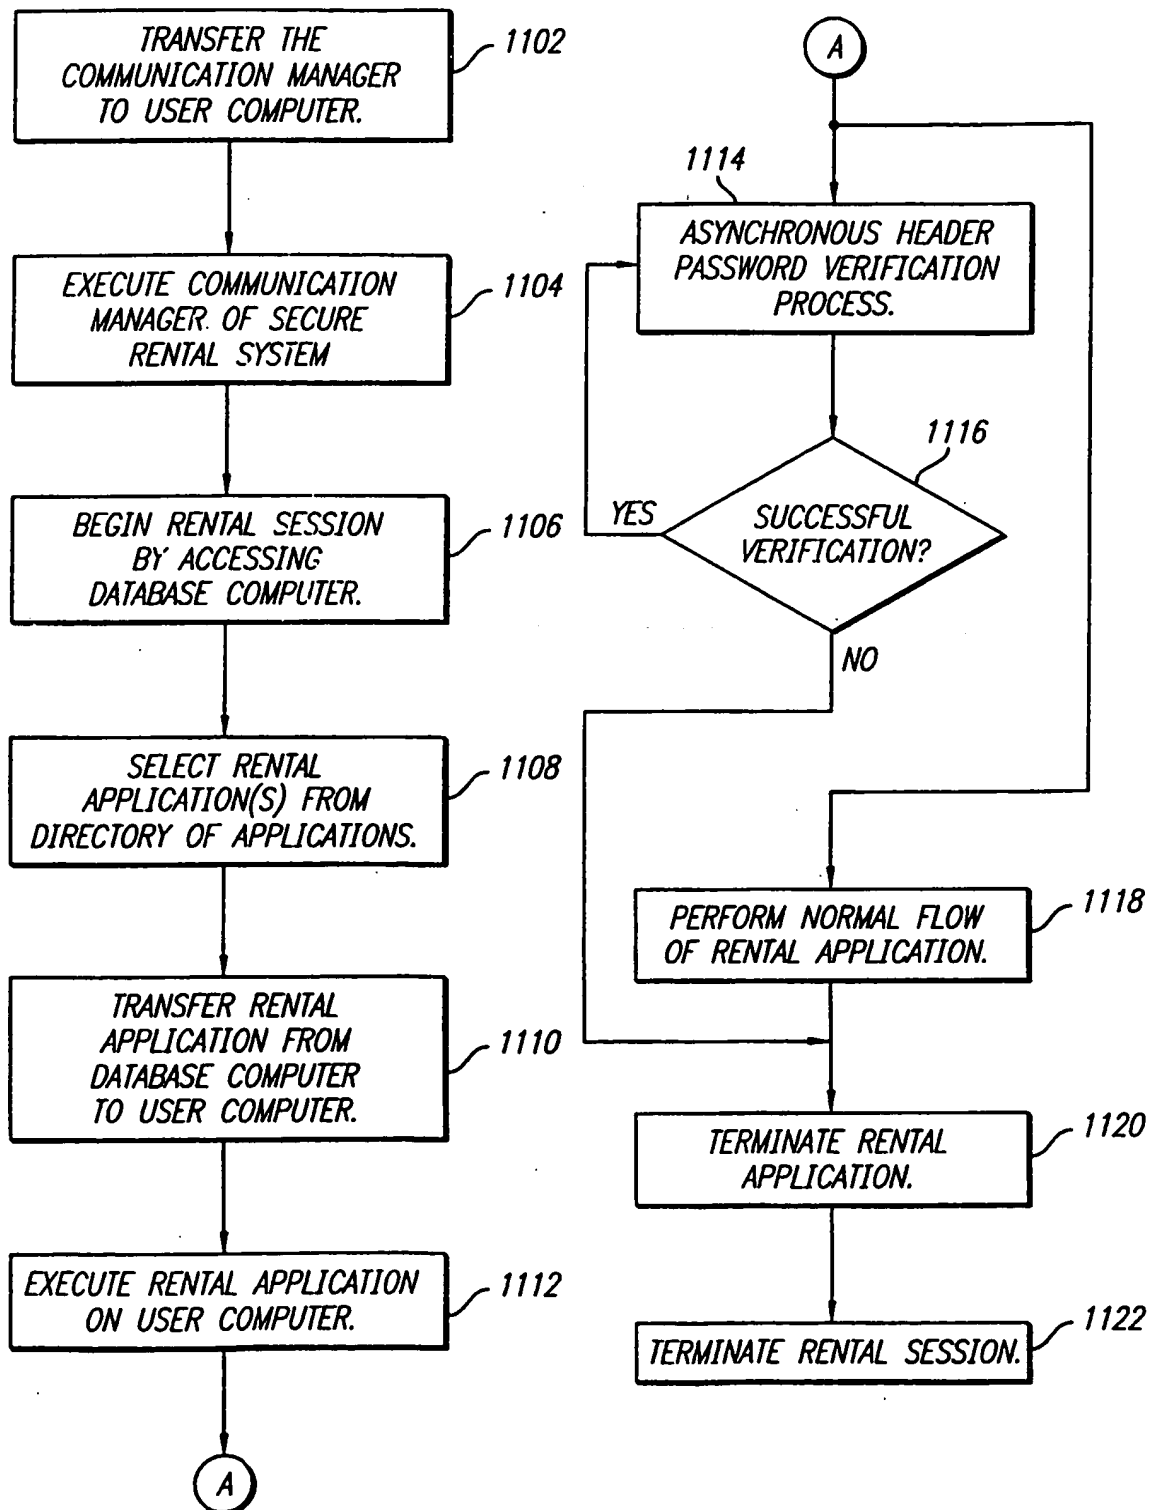 TRANSFER THE
COMMUNICATION MANAGER
TO USER COMPUTER.
1102
EXECUTE COMMUNICATION
MANAGER OF SECURE
RENTAL SYSTEM
1104
BEGIN RENTAL SESSION
BY ACCESSING
DATABASE COMPUTER.
1106
SELECT RENTAL
APPLICATION(S) FROM
DIRECTORY OF APPLICATIONS.
1108
TRANSFER RENTAL
APPLICATION FROM
DATABASE COMPUTER
TO USER COMPUTER.
1110
EXECUTE RENTAL APPLICATION
ON USER COMPUTER.
1112
A
A
1114
ASYNCHRONOUS HEADER
PASSWORD VERIFICATION
PROCESS.
1116
SUCCESSFUL
VERIFICATION?
YES
NO
PERFORM NORMAL FLOW
OF RENTAL APPLICATION.
1118
TERMINATE RENTAL
APPLICATION.
1120
TERMINATE RENTAL SESSION.
1122